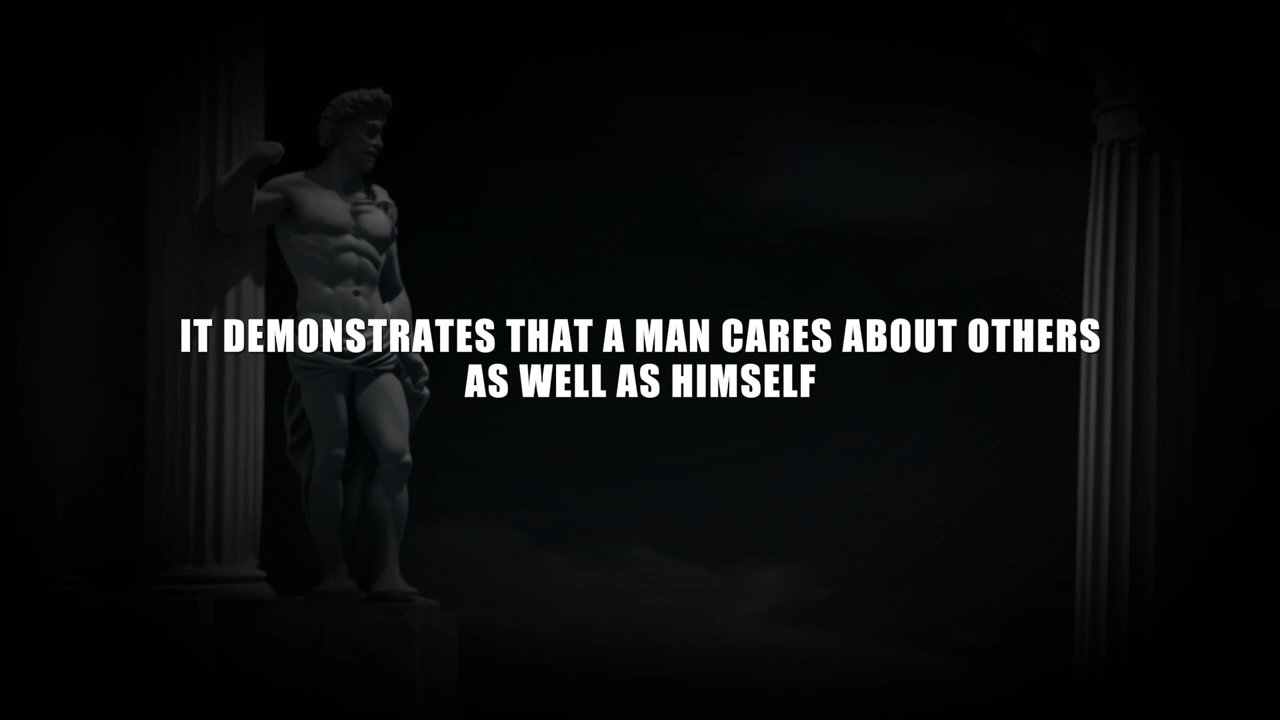 IT DEMONSTRATES THAT A MAN CARES ABOUT OTHERS
AS WELL AS HIMSELF